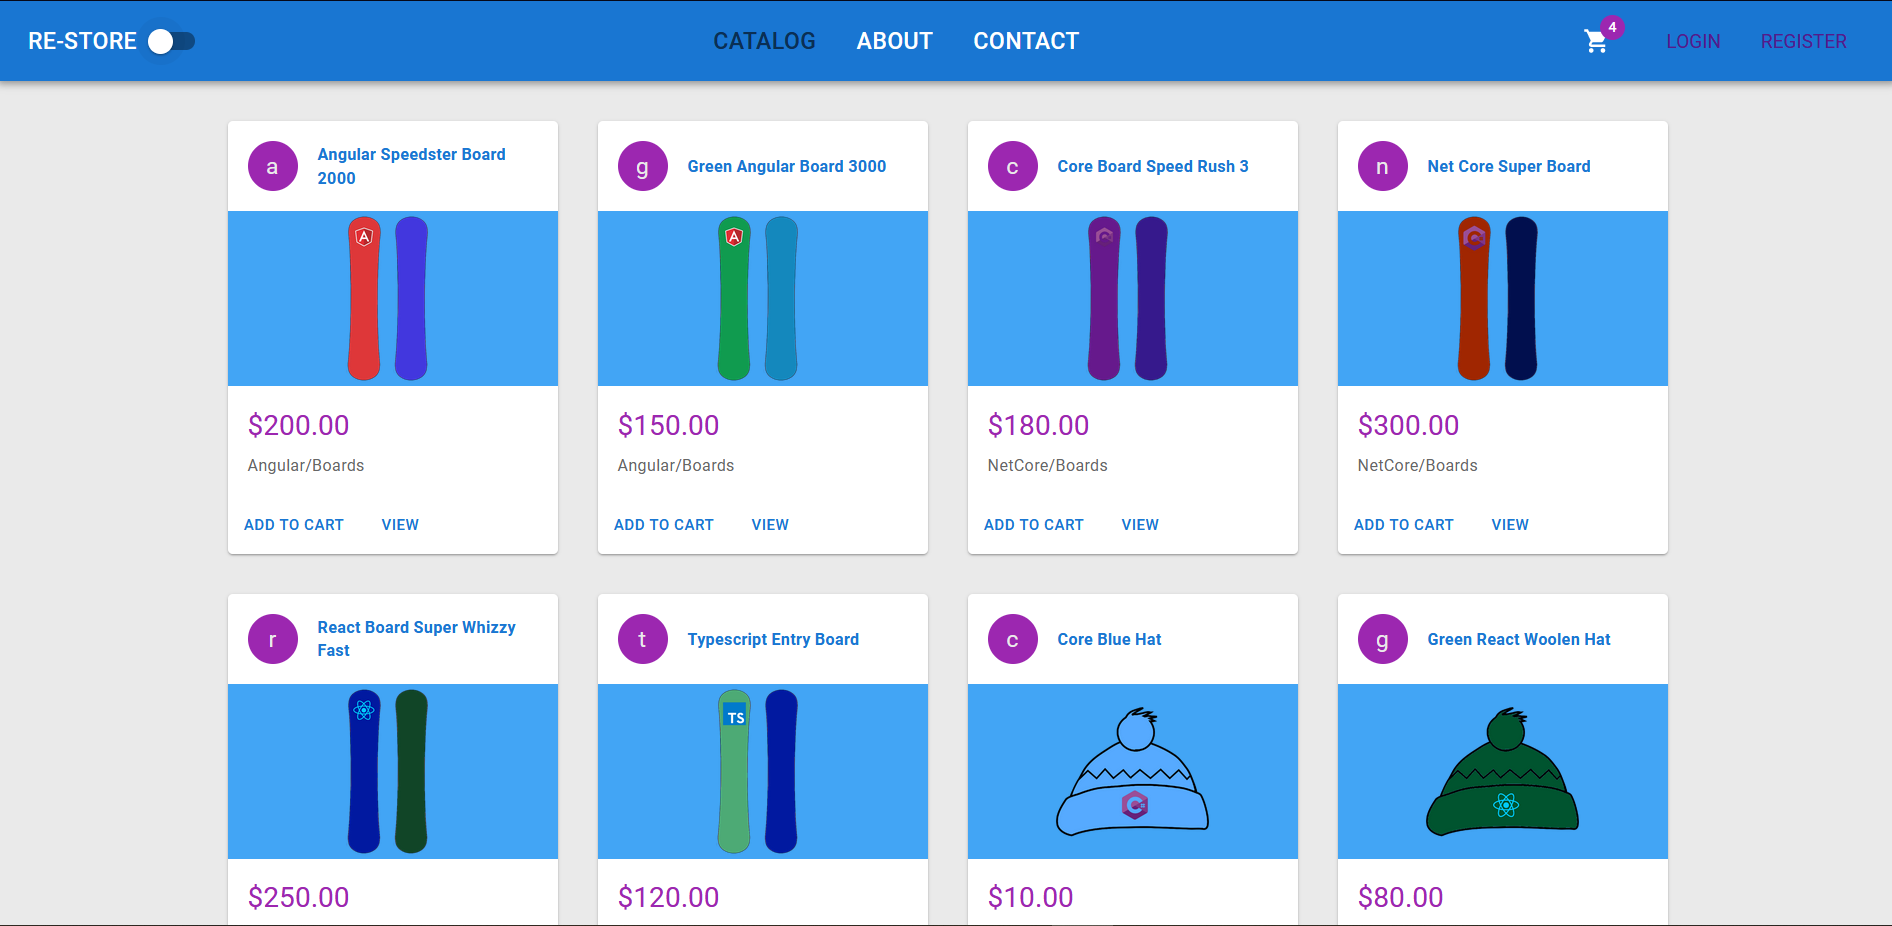 RE-STORE
CATALOG ABOUT CONTACT
4
LOGIN REGISTER
a
Angular Speedster Board
2000
A
$200.00
Angular/Boards
ADD TO CART VIEW
g
Green Angular Board 3000
A
$150.00
Angular/Boards
ADD TO CART VIEW
c
Core Board Speed Rush 3
C
$180.00
NetCore/Boards
ADD TO CART VIEW
n
Net Core Super Board
C
$300.00
NetCore/Boards
ADD TO CART VIEW
r
React Board Super Whizzy
Fast
$250.00
t
Typescript Entry Board
TS
$120.00
c
Core Blue Hat
C
$10.00
g
Green React Woolen Hat
$80.00